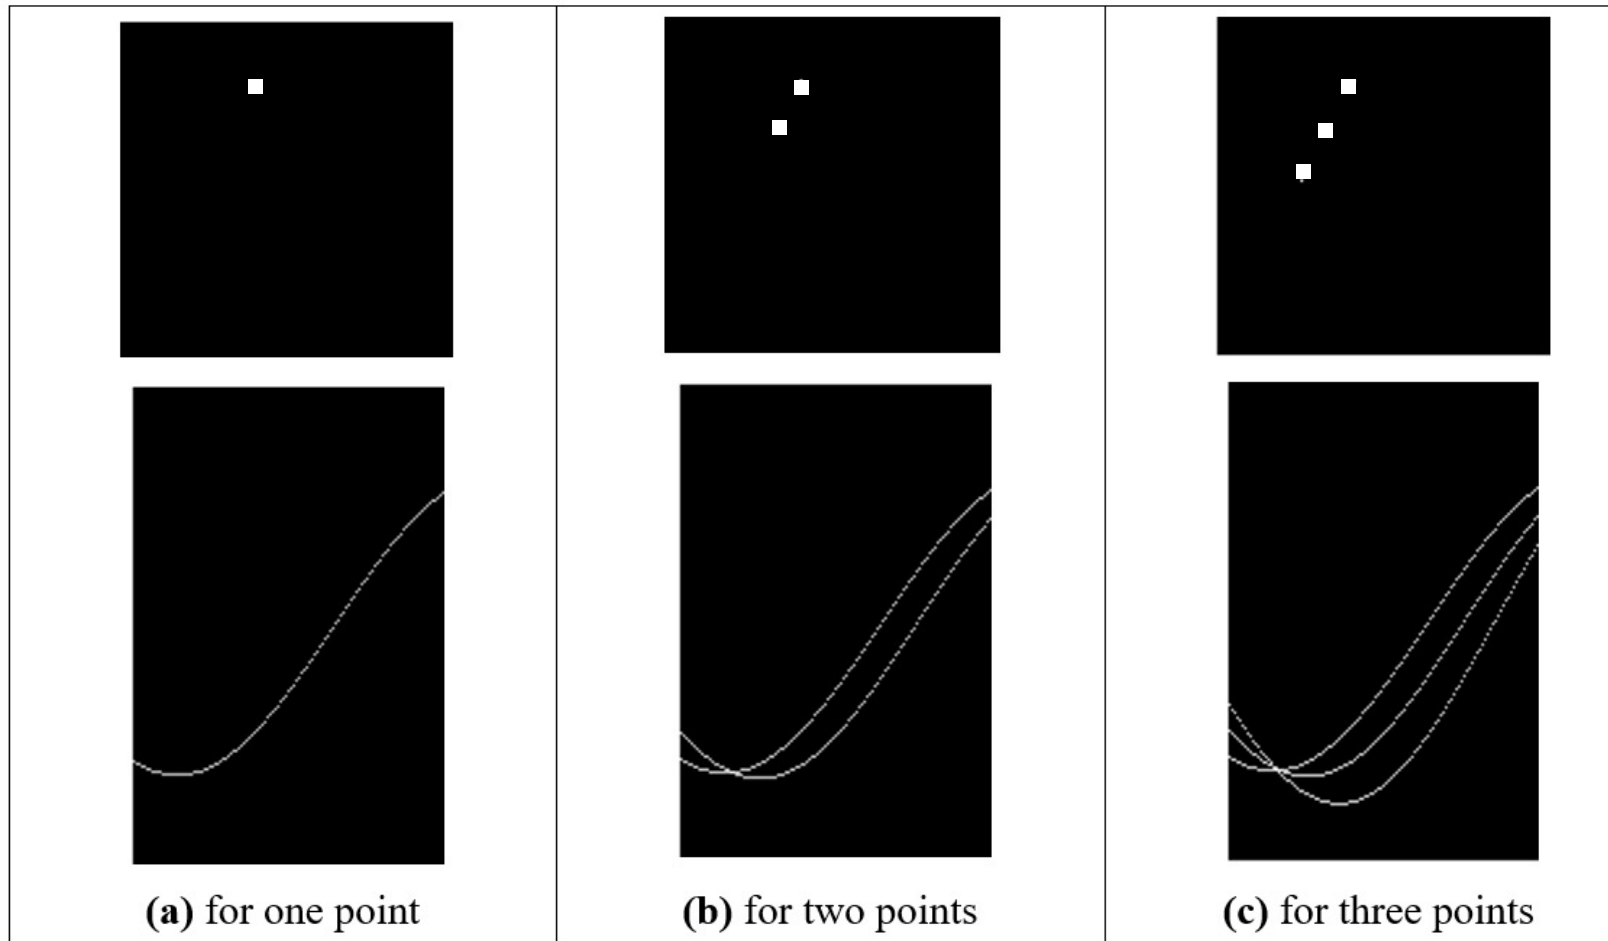 (a) for one point
(b) for two points
(c) for three points